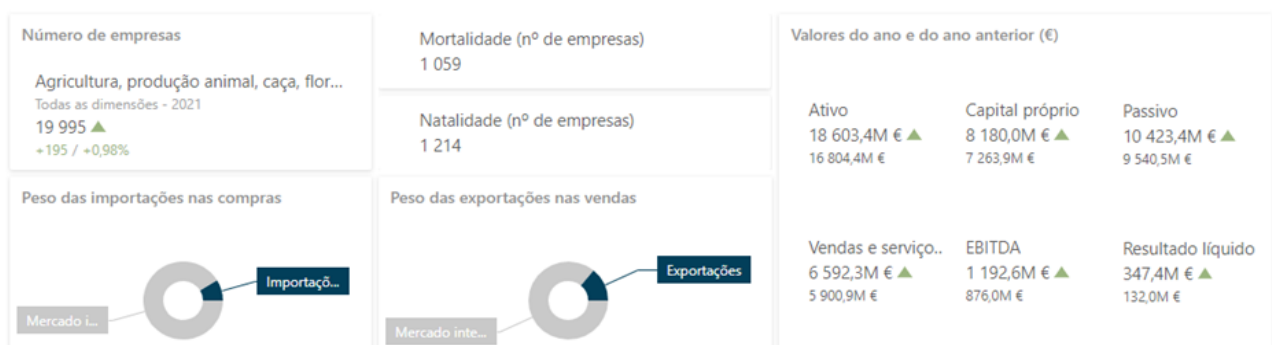 Número de empresas
Agricultura, produção animal, caça, flor...
Todas as dimensões - 2021
19 995
+195 / +0,98%
Mortalidade (nº de empresas)
1 059
Natalidade (nº de empresas)
1 214
Valores do ano e do ano anterior (€)
Ativo
18 603,4M €
16 804,4M €
Capital próprio
8 180,0M €
7 263,9M €
Passivo
10 423,4M €
9 540,5M €
Vendas e serviço..
6 592,3M €
5 900,9M €
EBITDA
1 192,6M €
876,0M €
Resultado líquido
347,4M €
132,0M €
Peso das importações nas compras
Importaçõ...
Mercado i...
Peso das exportações nas vendas
Exportações
Mercado inte...